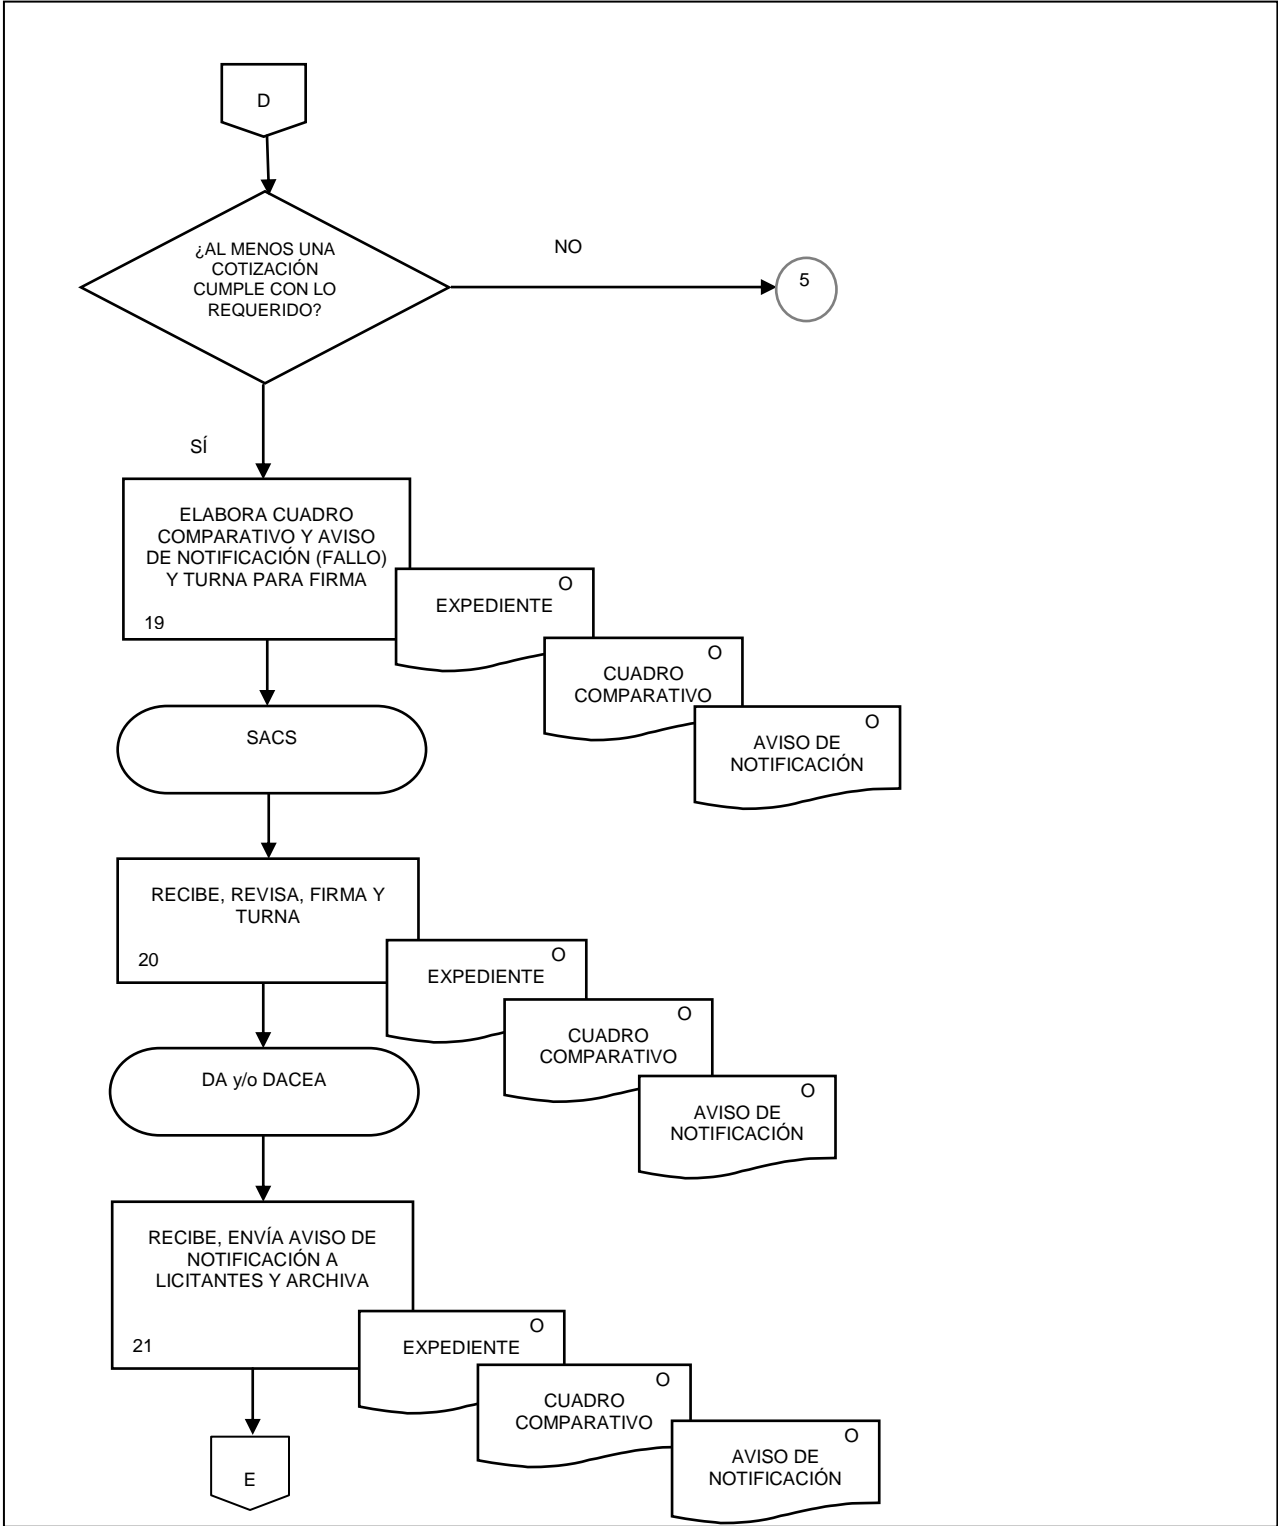 D
¿AL MENOS UNA
COTIZACIÓN
CUMPLE CON LO
REQUERIDO?
NO
5
SÍ
ELABORA CUADRO
COMPARATIVO Y AVISO
DE NOTIFICACIÓN (FALLO)
Y TURNA PARA FIRMA
19
O
EXPEDIENTE
O
CUADRO
COMPARATIVO
O
AVISO DE
NOTIFICACIÓN
SACS
RECIBE, REVISA, FIRMA Y
TURNA
20
O
EXPEDIENTE
O
CUADRO
COMPARATIVO
O
AVISO DE
NOTIFICACIÓN
DA y/o DACEA
RECIBE, ENVÍA AVISO DE
NOTIFICACIÓN A
LICITANTES Y ARCHIVA
21
O
EXPEDIENTE
O
CUADRO
COMPARATIVO
O
AVISO DE
NOTIFICACIÓN
E